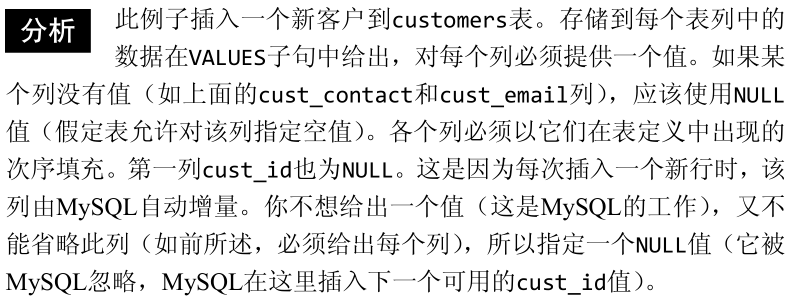 分析
此例子插入一个新客户到customers表。存储到每个表列中的
数据在VALUES子句中给出，对每个列必须提供一个值。如果某
个列没有值（如上面的cust_contact和cust_email列），应该使用NULL
值（假定表允许对该列指定空值）。各个列必须以它们在表定义中出现的
次序填充。第一列cust_id也为NULL。这是因为每次插入一个新行时，该
列由MySQL自动增量。你不想给出一个值（这是MySQL的工作），又不
能省略此列（如前所述，必须给出每个列），所以指定一个NULL值（它被
MySQL忽略，MySQL在这里插入下一个可用的cust_id值）。